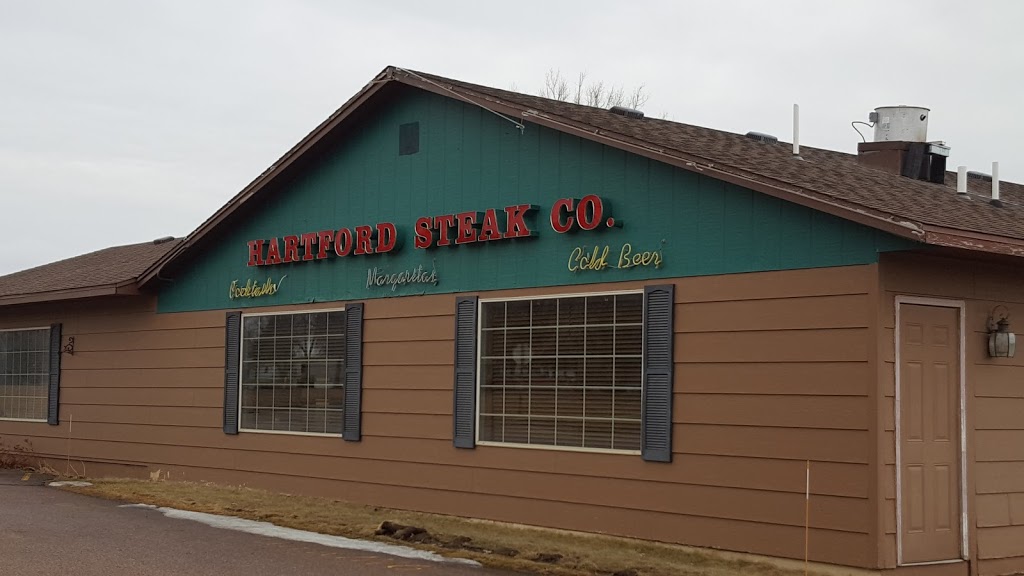 HARTFORD STEAK CO.
Cocktails Margaritas Cold Beer